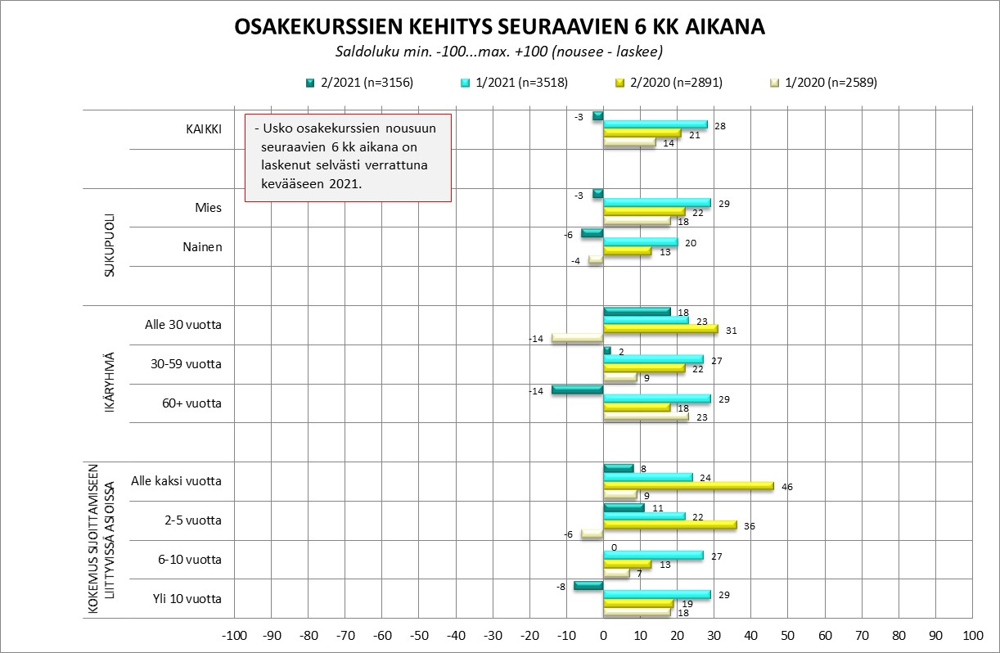 OSAKEKURSSIEN KEHITYS SEURAAVIEN 6 KK AIKANA
Saldoluku min. -100...max. +100 (nousee - laskee)
2/2021 (n=3156) 1/2021 (n=3518) 2/2020 (n=2891) 1/2020 (n=2589)
- Usko osakekurssien nousuun
seuraavien 6 kk aikana on
laskenut selvästi verrattuna
kevääseen 2021.
KAIKKI
-3
28
21
14
SUKUPUOLI
Mies
-3
29
22
18
Nainen
-6
20
13
-4
IKÄRYHMÄ
Alle 30 vuotta
18
23
31
-14
30-59 vuotta
2
27
22
9
60+ vuotta
-14
29
18
23
KOKEMUS SIJOITTAMISEEN
LIITTYVISSÄ ASIOISSA
Alle kaksi vuotta
8
24
46
9
2-5 vuotta
11
22
36
-6
6-10 vuotta
0
27
13
7
Yli 10 vuotta
-8
29
19
18
-100 -90 -80 -70 -60 -50 -40 -30 -20 -10 0 10 20 30 40 50 60 70 80 90 100